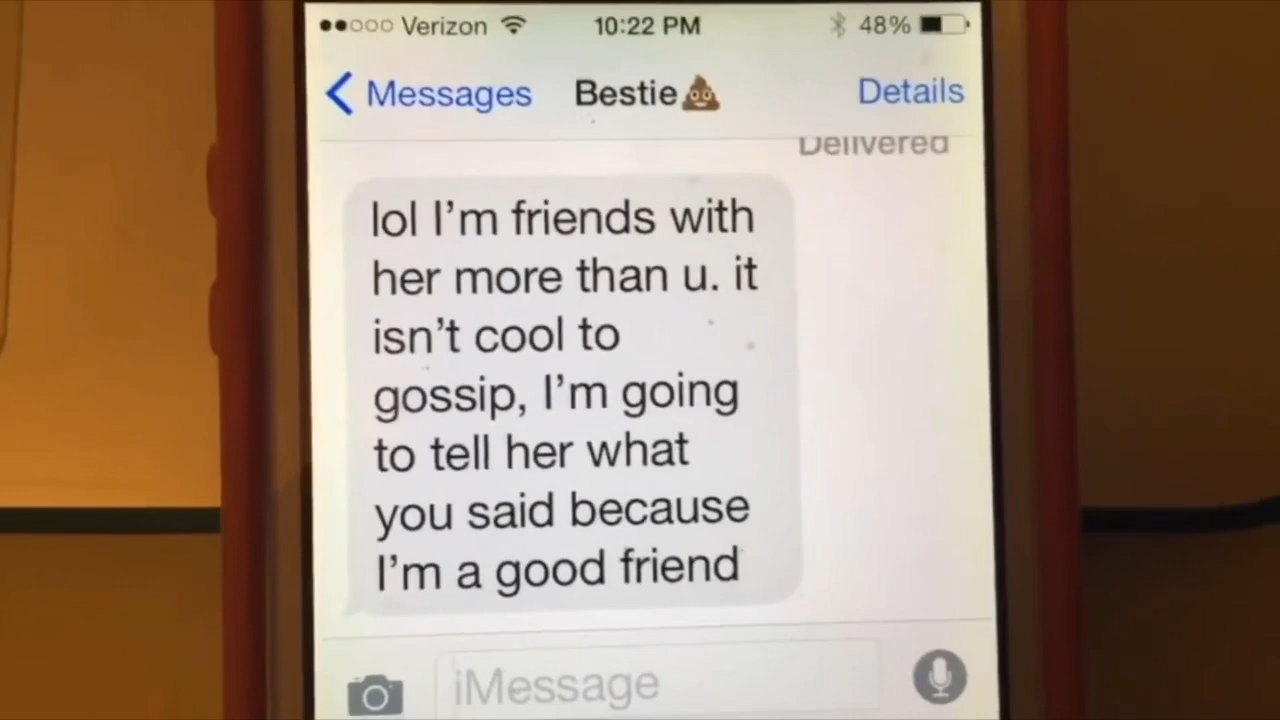 Verizon 10:22 PM 48%
Messages Bestie💩 Details
Delivered
lol I'm friends with
her more than u. it
isn't cool to
gossip, I'm going
to tell her what
you said because
I'm a good friend
iMessage